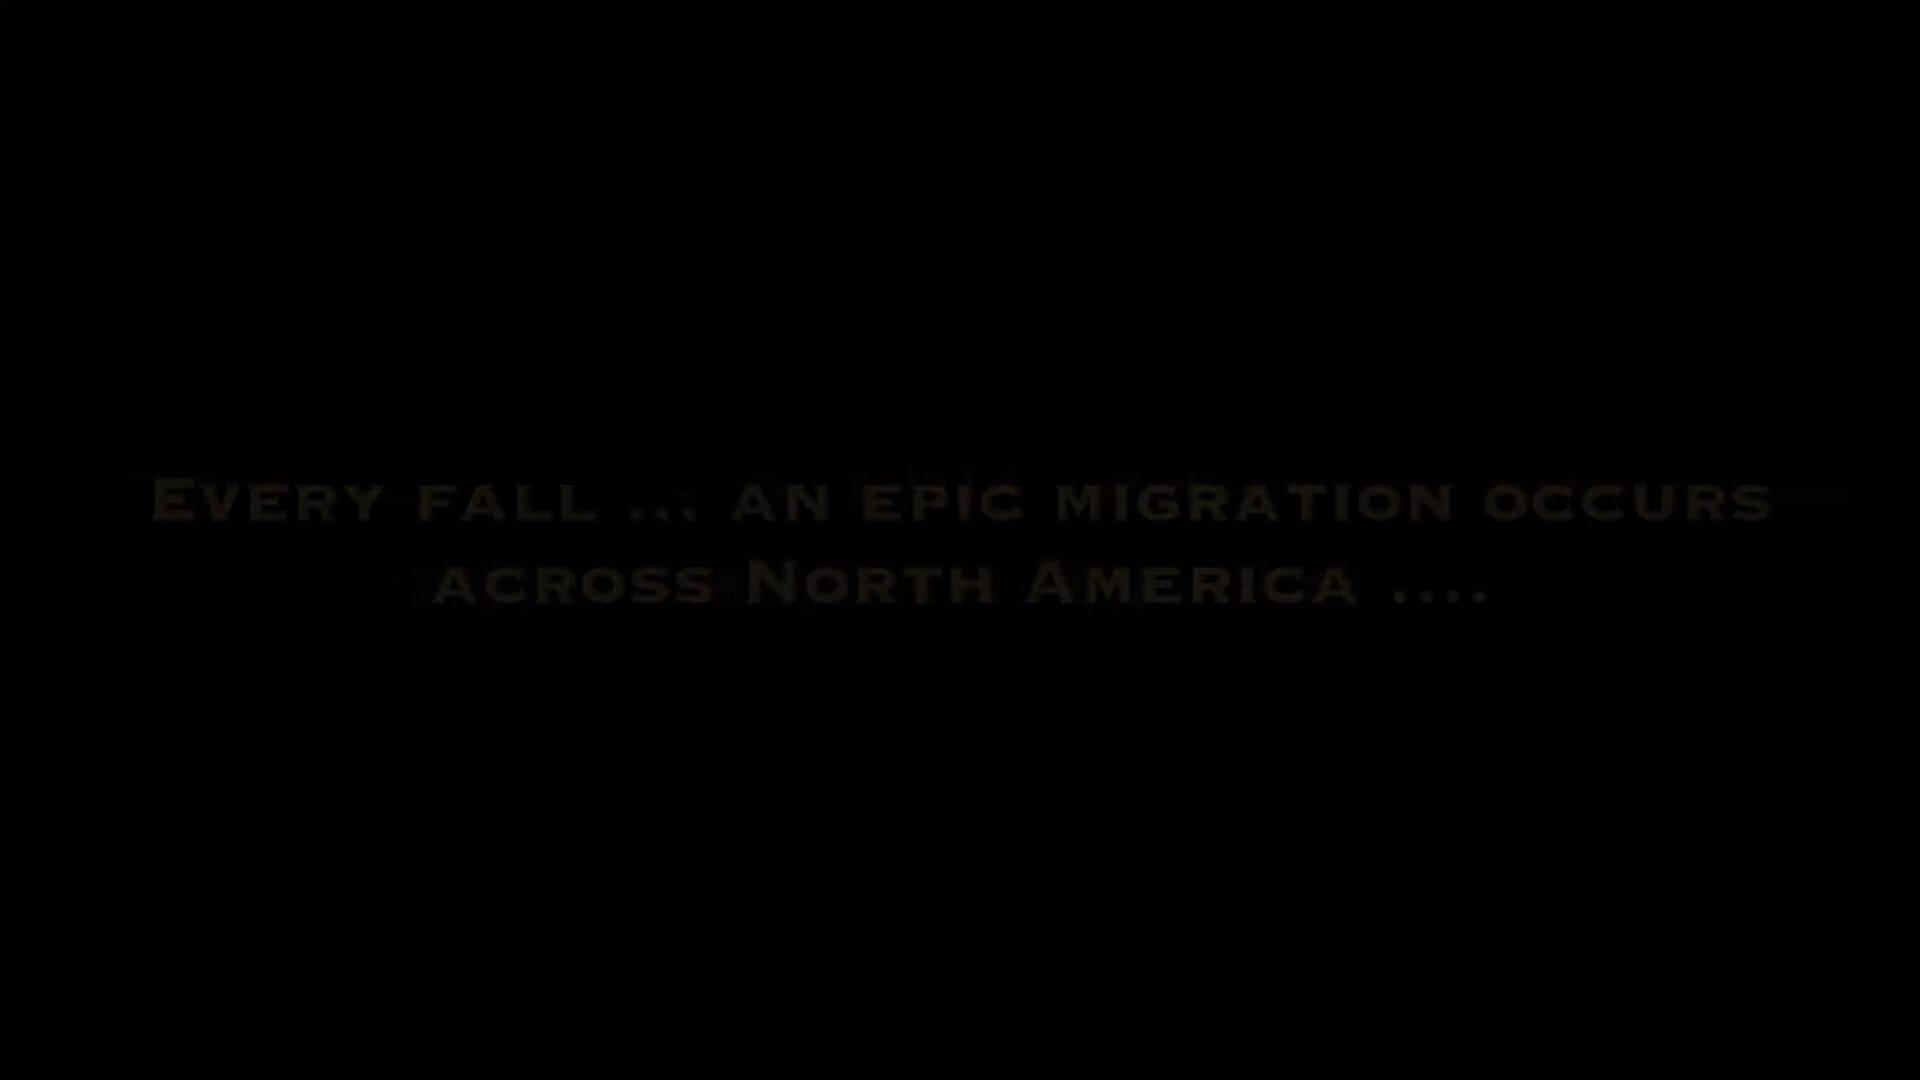 Every fall ... an epic migration occurs
across North America ....